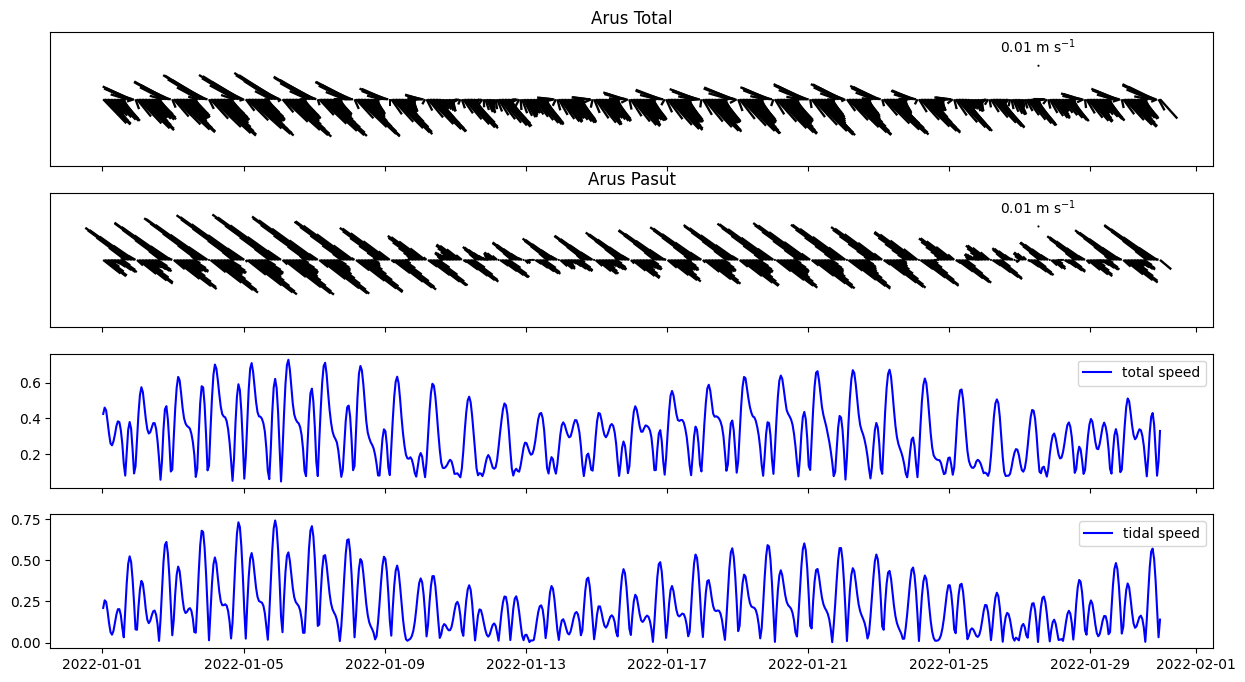 Arus Total
0.01 m s⁻¹
Arus Pasut
0.01 m s⁻¹
0.6
0.4
0.2
total speed
0.75
0.50
0.25
0.00
tidal speed
2022-01-01 2022-01-05 2022-01-09 2022-01-13 2022-01-17 2022-01-21 2022-01-25 2022-01-29 2022-02-01